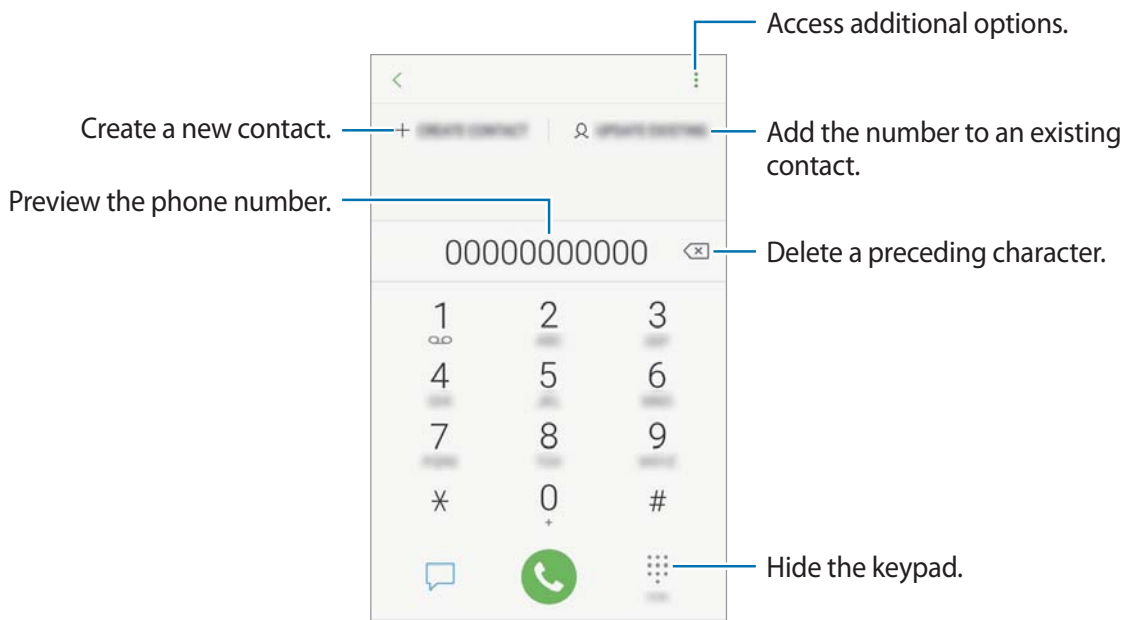 Access additional options.
Create a new contact.
Add the number to an existing
contact.
Preview the phone number.
00000000000
Delete a preceding character.
1 2 3
4 5 6
7 8 9
* 0 #
+
Hide the keypad.